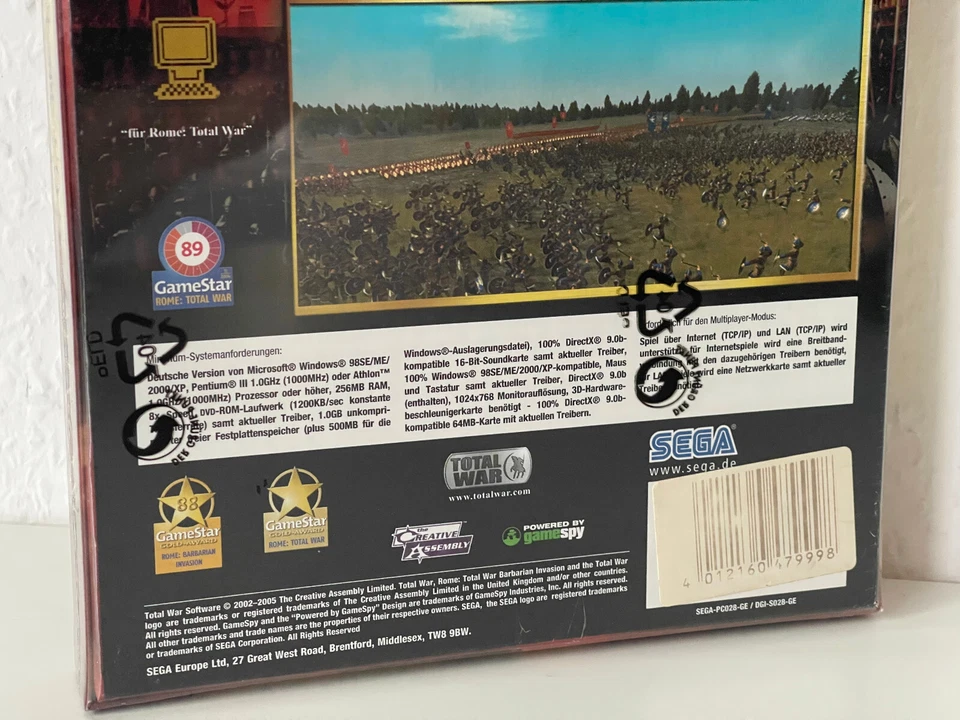 “für Rome: Total War”
89
GameStar
ROME: TOTAL WAR
Minimum-Systemanforderungen:
Deutsche Version von Microsoft® Windows® 98SE/ME/
2000/XP, Pentium® III 1.0GHz (1000MHz) oder Athlon™
1.0GHz (1000MHz) Prozessor oder höher, 256MB RAM,
8x Speed DVD-ROM-Laufwerk (1200KB/sec konstante
samt aktueller Treiber, 1.0GB unkompri-
freier Festplattenspeicher (plus 500MB für die
Windows®-Auslagerungsdatei), 100% DirectX® 9.0b-
kompatible 16-Bit-Soundkarte samt aktueller Treiber,
100% Windows® 98SE/ME/2000/XP-kompatible, Maus
und Tastatur samt aktueller Treiber, DirectX® 9.0b
(enthalten), 1024x768 Monitorauflösung, 3D-Hardware-
beschleunigerkarte benötigt - 100% DirectX® 9.0b-
kompatible 64MB-Karte mit aktuellen Treibern.
für den Multiplayer-Modus:
Spiel über Internet (TCP/IP) und LAN (TCP/IP) wird
unterstützt, für Internetspiele wird eine Breitband-
den dazugehörigen Treibern benötigt,
wird eine Netzwerkkarte samt aktueller
88
GameStar
GOLD-AWARD
ROME: BARBARIAN
INVASION
GameStar
GOLD-AWARD
ROME: TOTAL WAR
TOTAL
WAR
www.totalwar.com
the
CREATIVE
ASSEMBLY
POWERED BY
gamespy
SEGA®
www.sega.de
4 012160 479998
SEGA-PC028-GE / DGI-S028-GE
Total War Software © 2002–2005 The Creative Assembly Limited. Total War, Rome: Total War Barbarian Invasion and the Total War
logo are trademarks or registered trademarks of The Creative Assembly Limited in the United Kingdom and/or other countries.
All rights reserved. GameSpy and the "Powered by GameSpy" Design are trademarks of GameSpy Industries, Inc. All rights reserved.
All other trademarks and trade names are the properties of their respective owners. SEGA, the SEGA logo are registered trademarks
or trademarks of SEGA Corporation. All Rights Reserved
SEGA Europe Ltd, 27 Great West Road, Brentford, Middlesex, TW8 9BW.